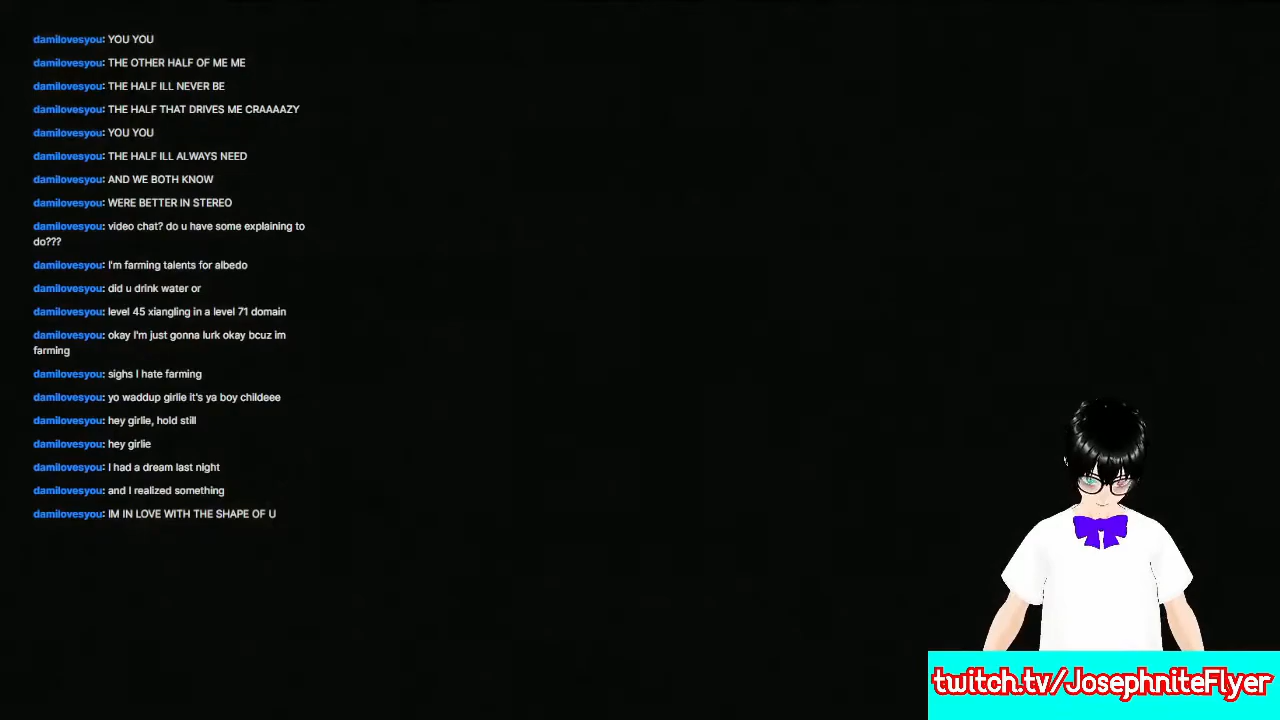 damilovesyou: YOU YOU
damilovesyou: THE OTHER HALF OF ME ME
damilovesyou: THE HALF ILL NEVER BE
damilovesyou: THE HALF THAT DRIVES ME CRAAAAZY
damilovesyou: YOU YOU
damilovesyou: THE HALF ILL ALWAYS NEED
damilovesyou: AND WE BOTH KNOW
damilovesyou: WERE BETTER IN STEREO
damilovesyou: video chat? do u have some explaining to
do???
damilovesyou: I'm farming talents for albedo
damilovesyou: did u drink water or
damilovesyou: level 45 xiangling in a level 71 domain
damilovesyou: okay I'm just gonna lurk okay bcuz im
farming
damilovesyou: sighs I hate farming
damilovesyou: yo waddup girlie it's ya boy childeee
damilovesyou: hey girlie, hold still
damilovesyou: hey girlie
damilovesyou: I had a dream last night
damilovesyou: and I realized something
damilovesyou: IM IN LOVE WITH THE SHAPE OF U
twitch.tv/JosephniteFlyer